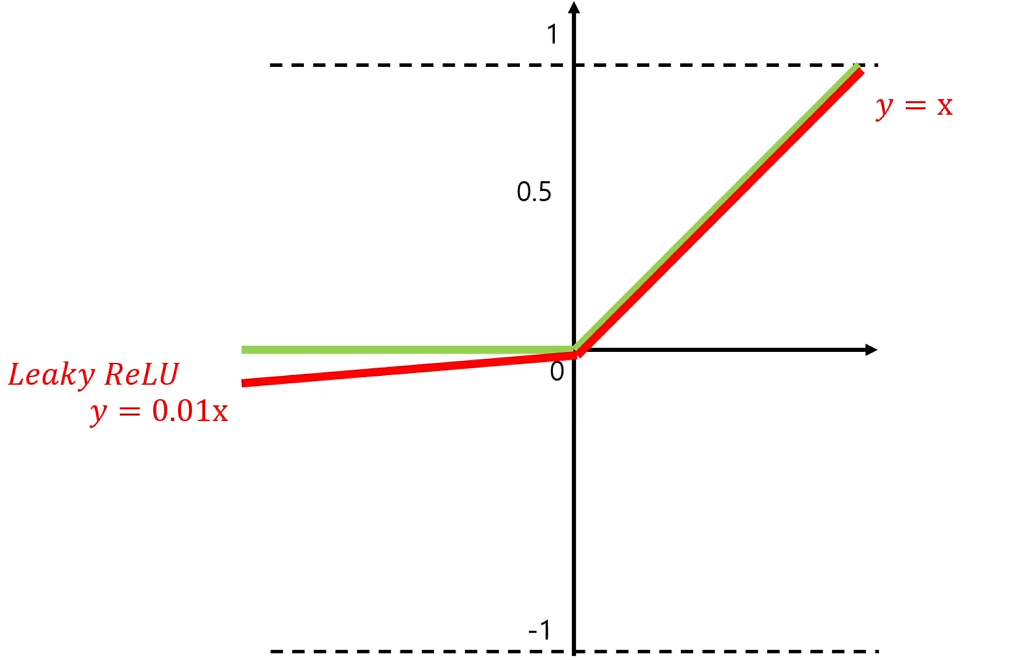 1
y = x
0.5
0
Leaky ReLU
y = 0.01x
-1